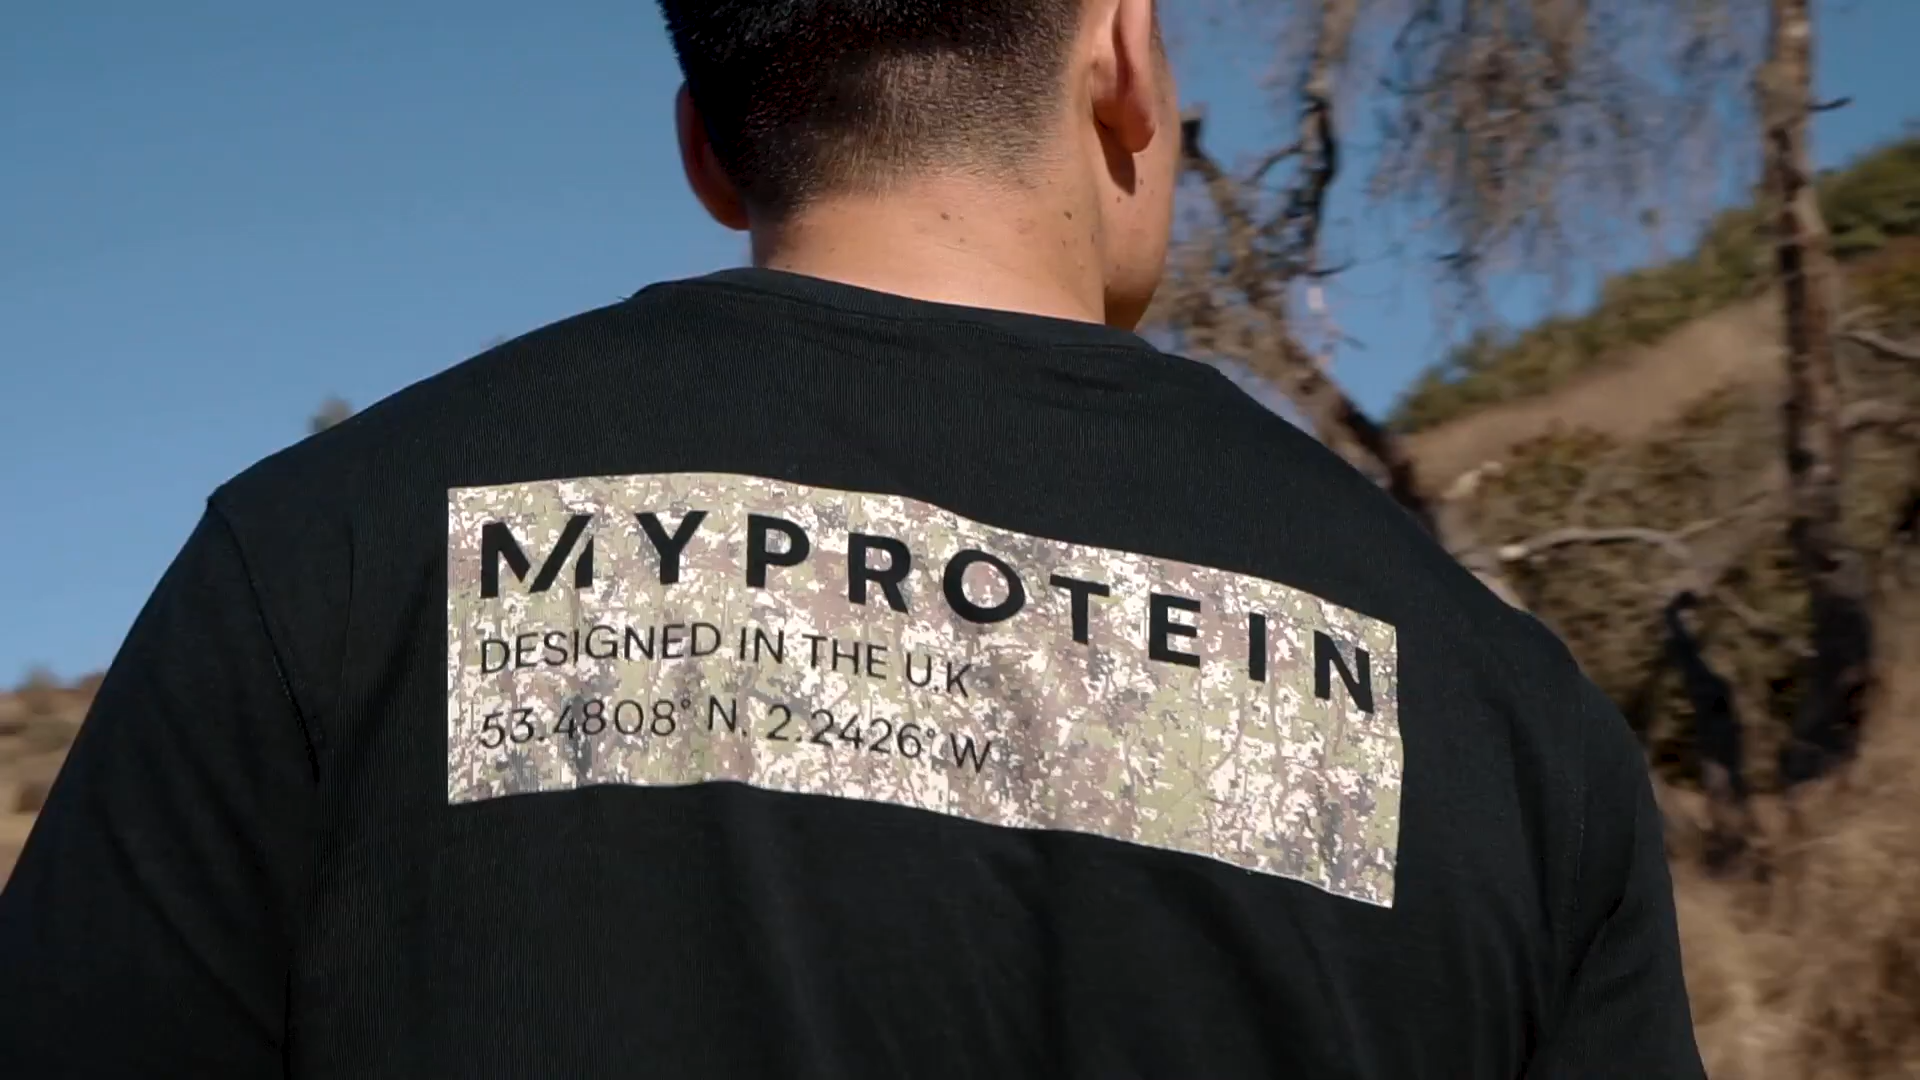 MYPROTEIN
DESIGNED IN THE U.K
53.4808° N. 2.2426° W